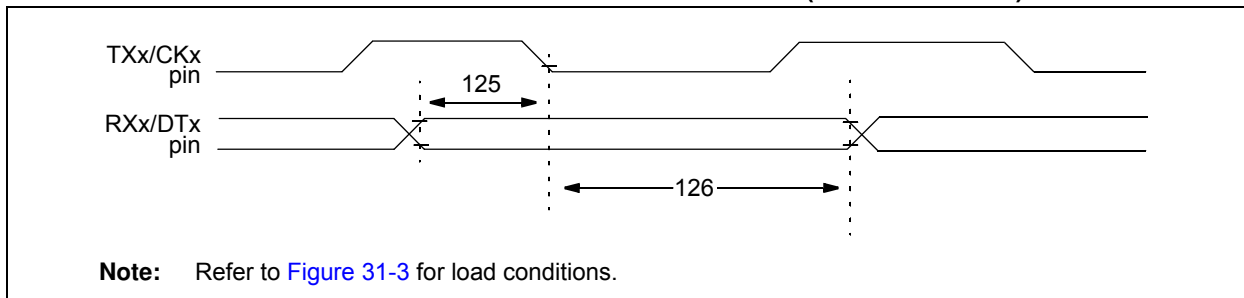 TXx/CKx
pin
125
RXx/DTx
pin
126
Note: Refer to Figure 31-3 for load conditions.